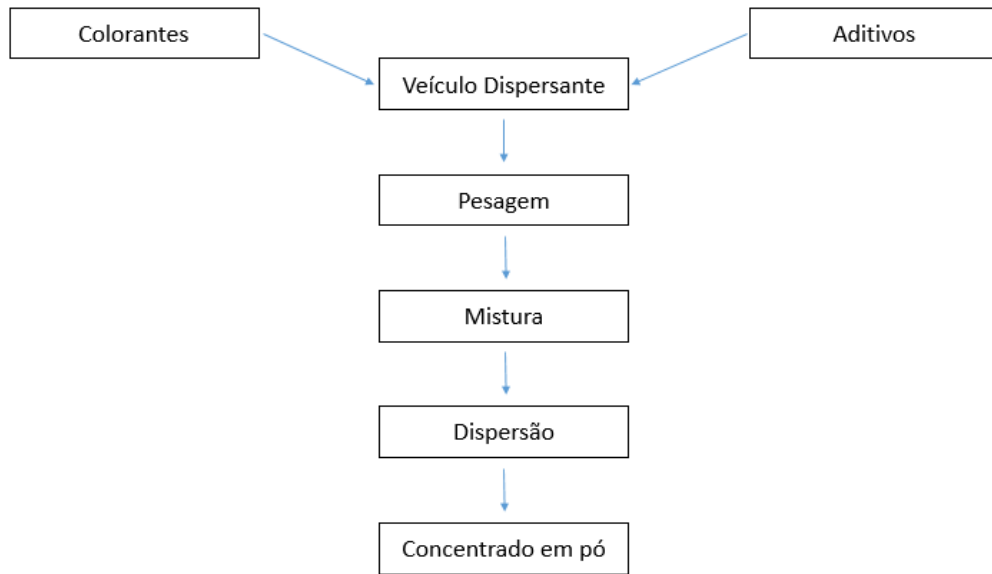 Colorantes
Aditivos
Veículo Dispersante
Pesagem
Mistura
Dispersão
Concentrado em pó